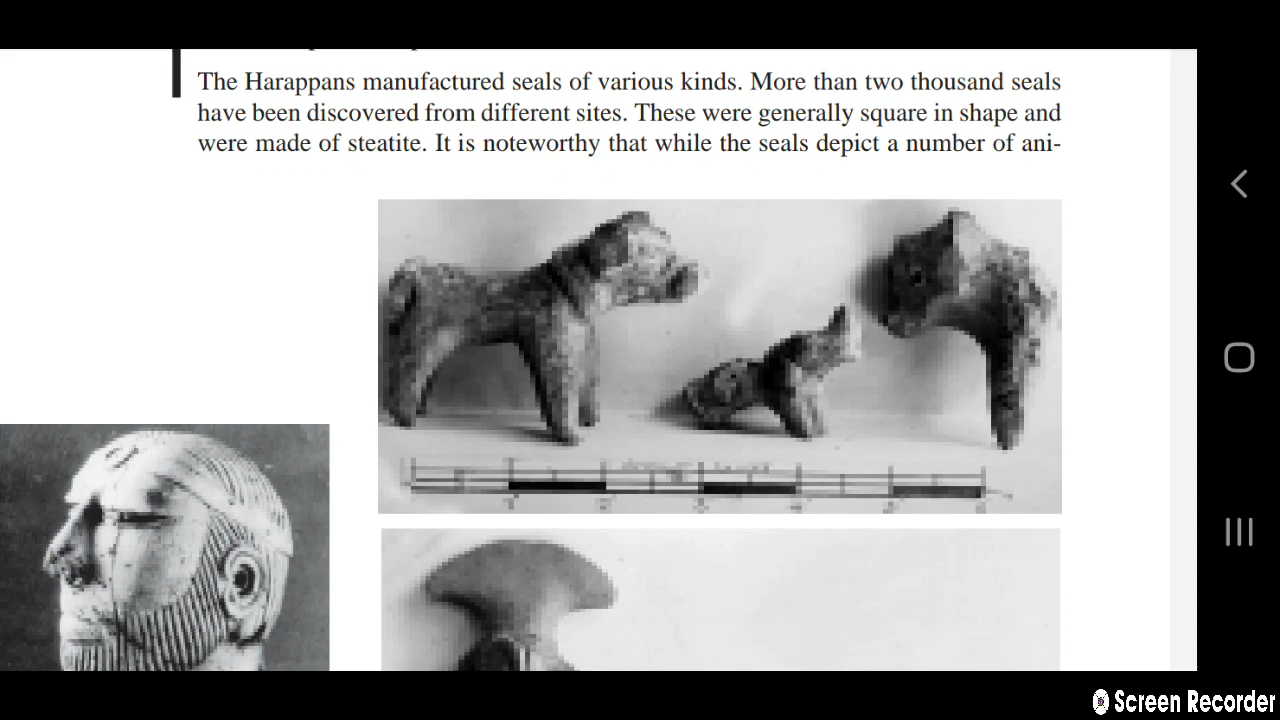 The Harappans manufactured seals of various kinds. More than two thousand seals
have been discovered from different sites. These were generally square in shape and
were made of steatite. It is noteworthy that while the seals depict a number of ani-
Screen Recorder